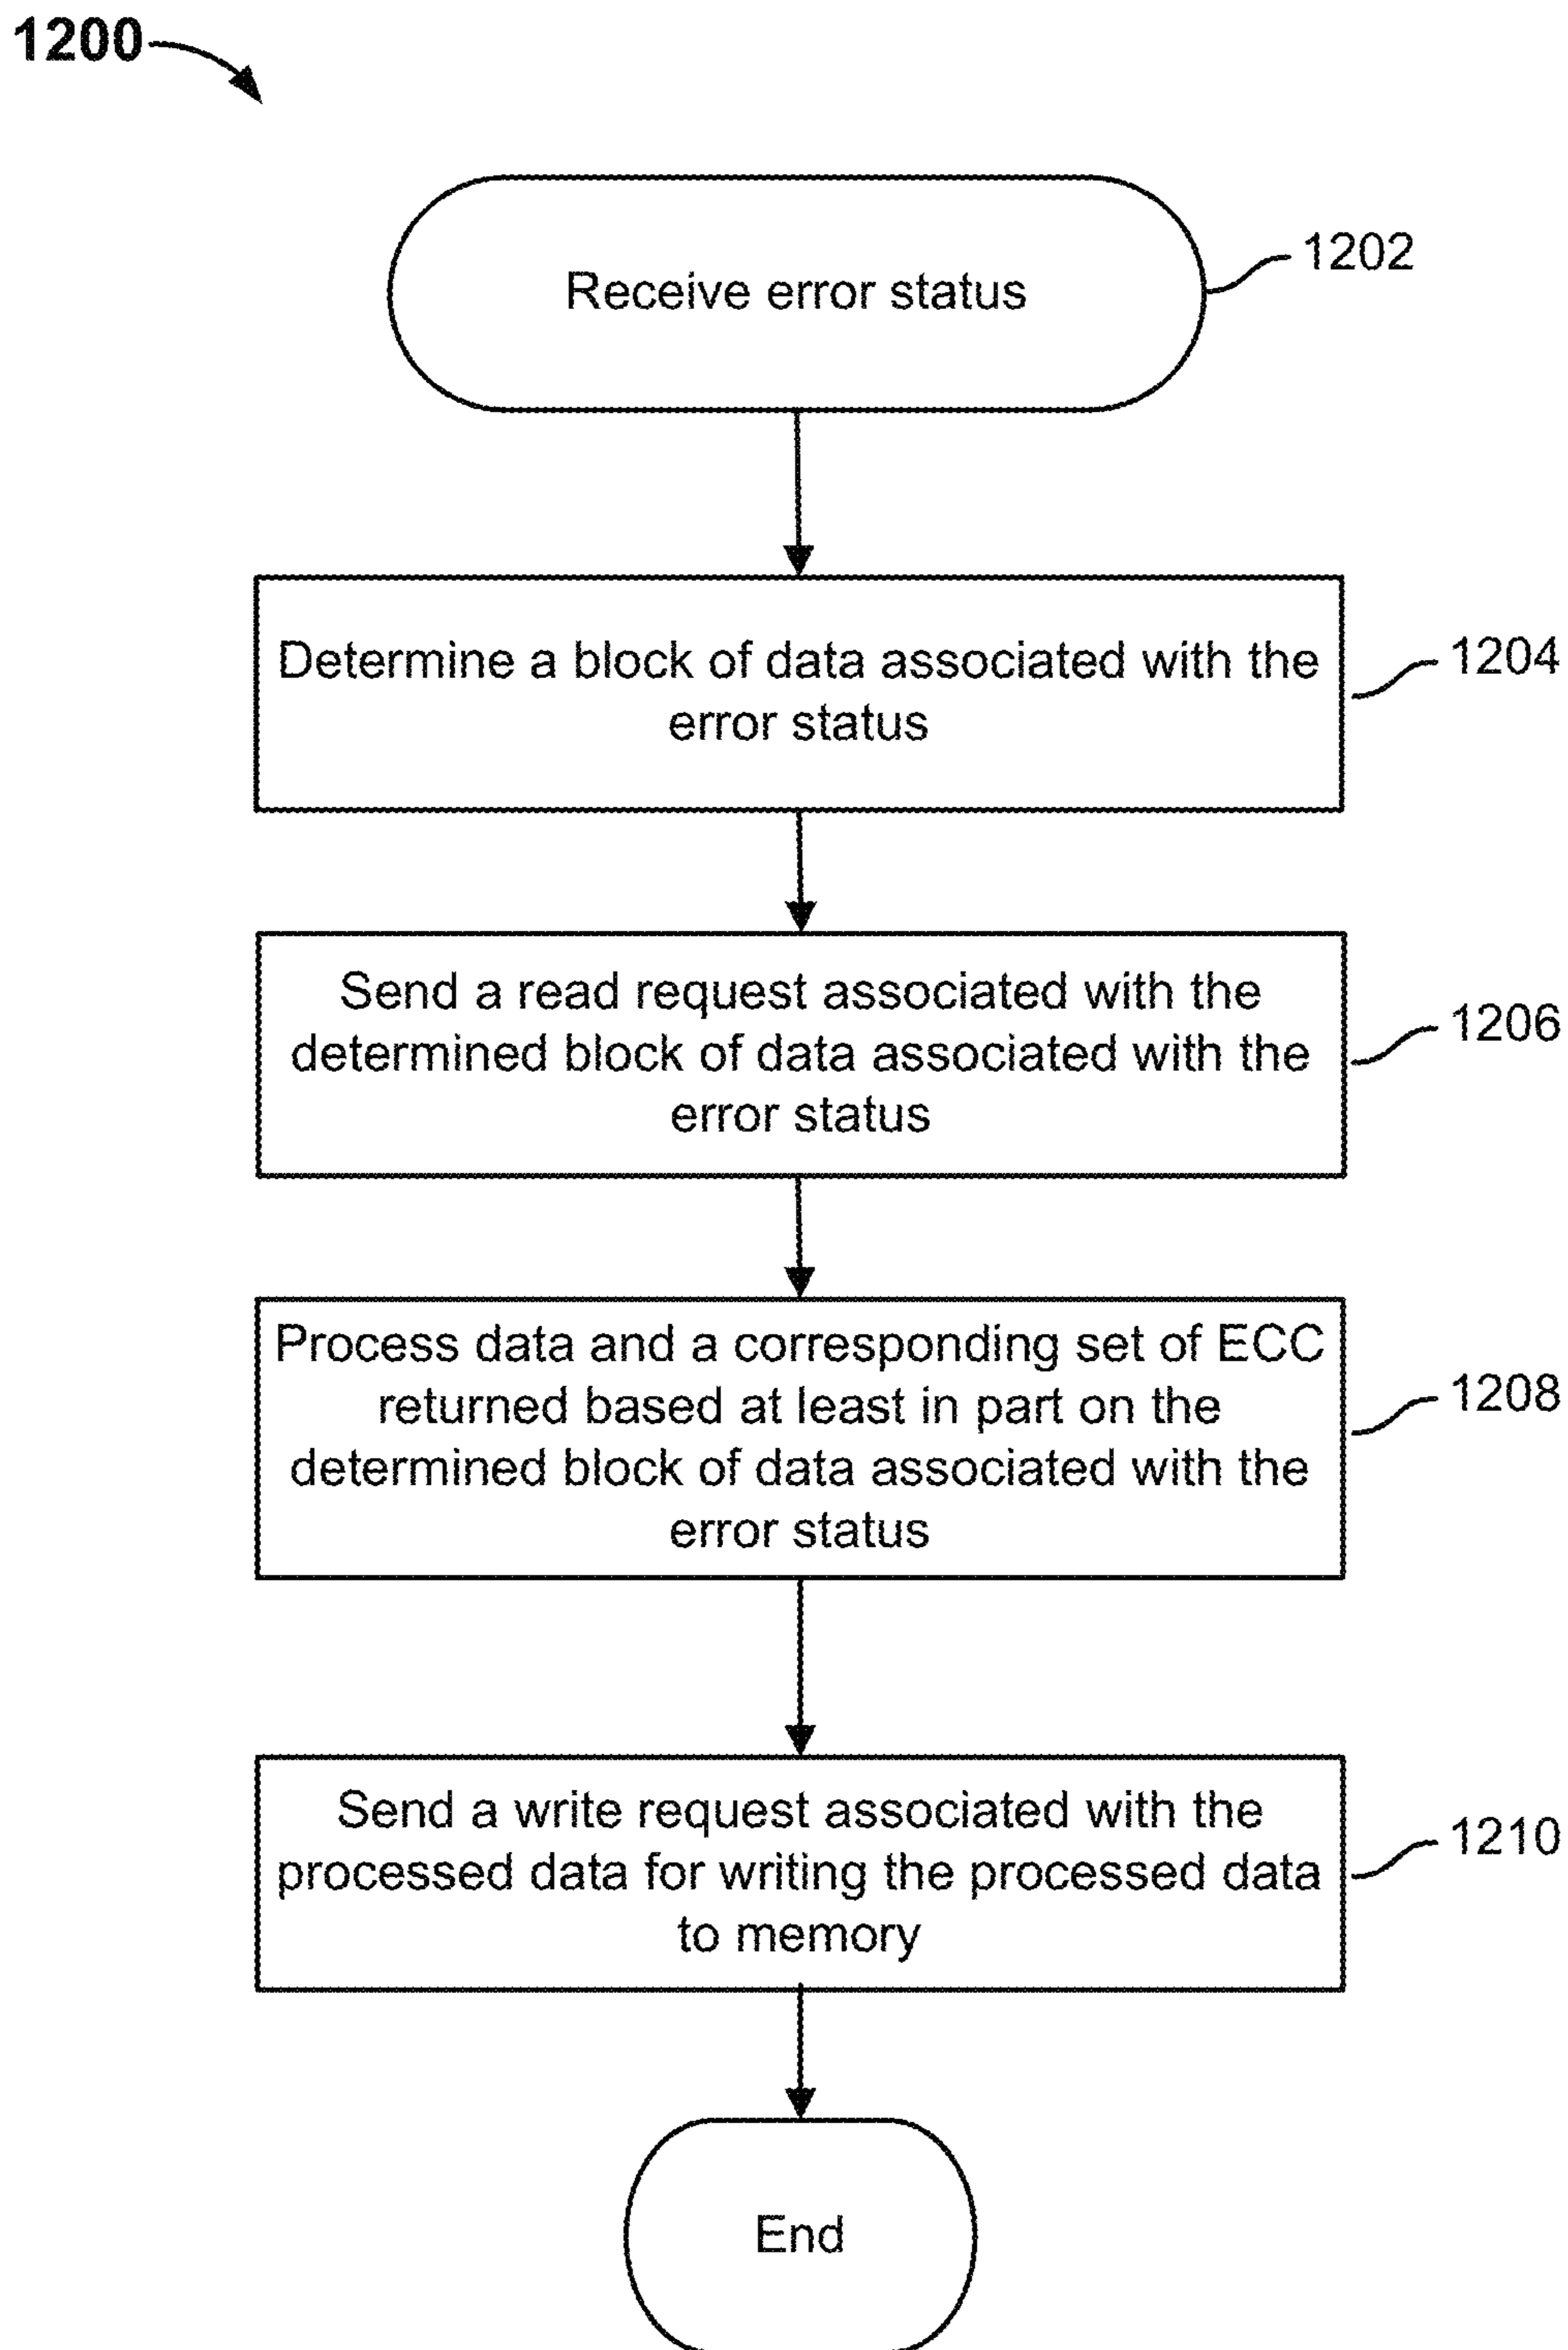 1200
Receive error status
1202
Determine a block of data associated with the
error status
1204
Send a read request associated with the
determined block of data associated with the
error status
1206
Process data and a corresponding set of ECC
returned based at least in part on the
determined block of data associated with the
error status
1208
Send a write request associated with the
processed data for writing the processed data
to memory
1210
End